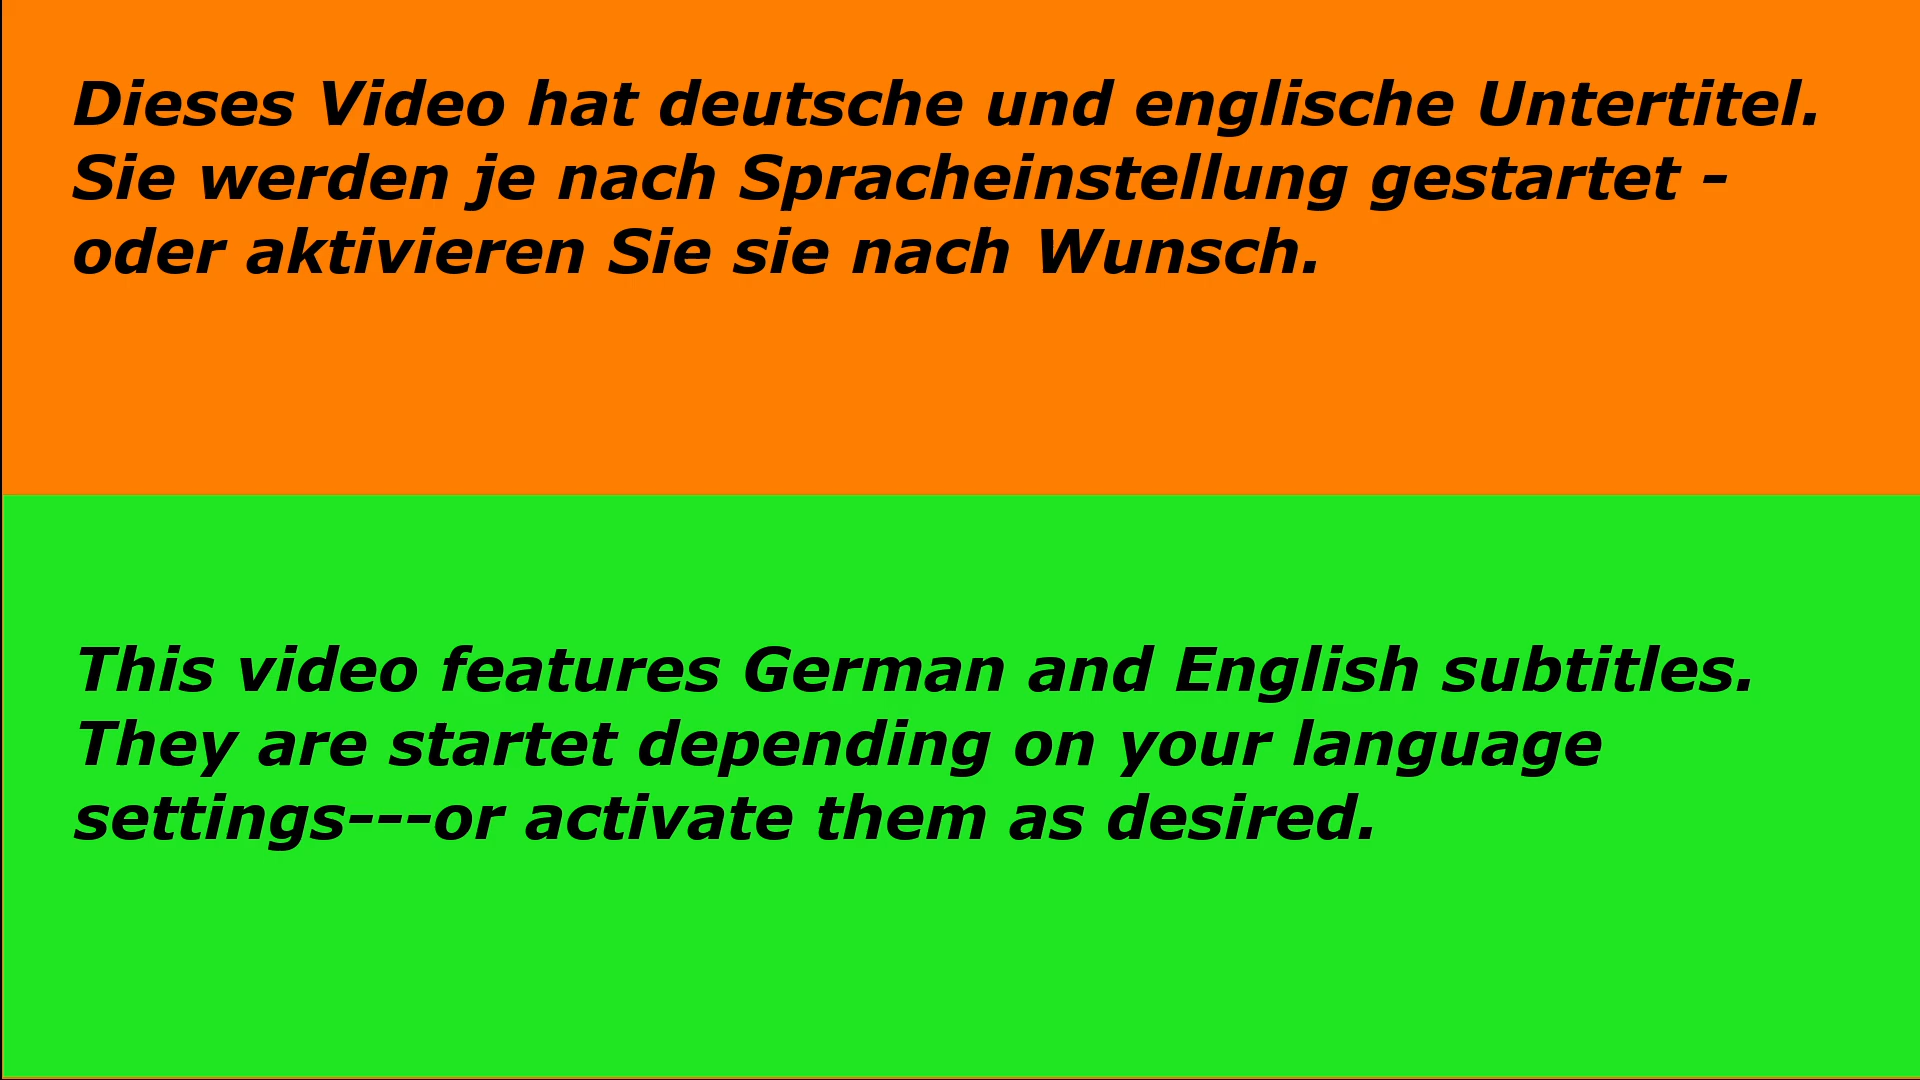 Dieses Video hat deutsche und englische Untertitel.
Sie werden je nach Spracheinstellung gestartet -
oder aktivieren Sie sie nach Wunsch.
This video features German and English subtitles.
They are startet depending on your language
settings---or activate them as desired.